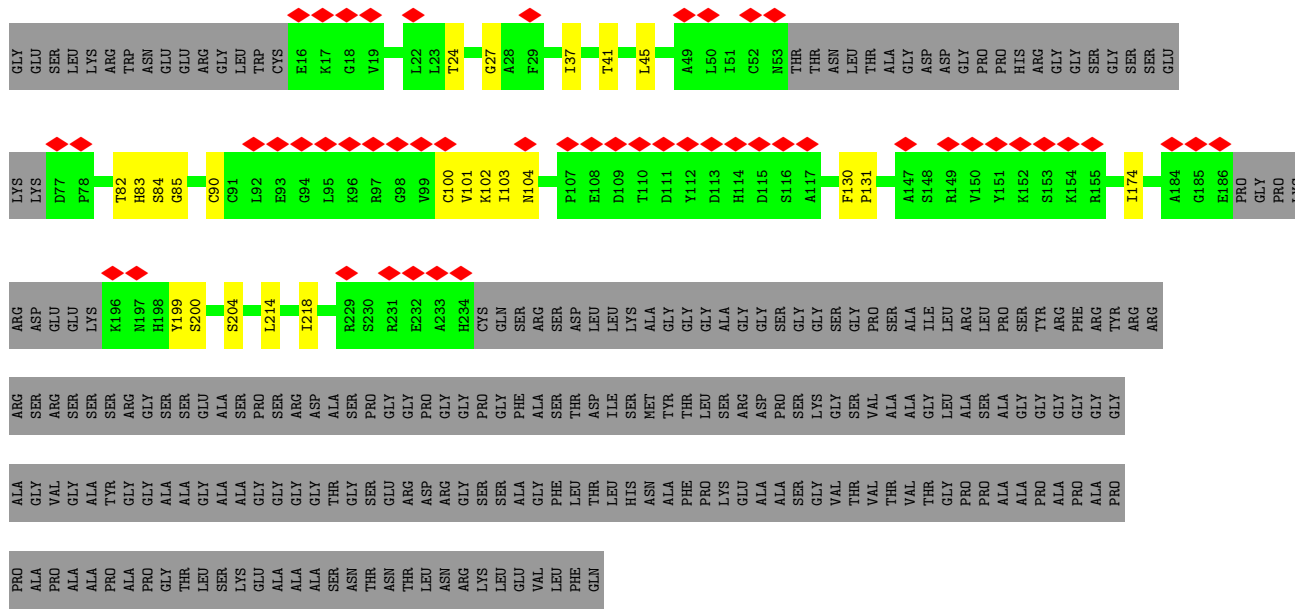 GLY GLU SER LEU LYS ARG TRP ASN GLU GLU ARG GLY LEU TRP CYS E16 K17 G18 V19 L22 L23 T24 G27 A28 F29 I37 T41 L45 A49 L50 I51 C52 N53 THR THR ASN LEU THR ALA GLY ASP ASP GLY PRO PRO HIS ARG GLY GLY SER GLY SER SER GLU
LYS LYS D77 P78 T82 H83 S84 G85 C90 C91 L92 E93 G94 L95 K96 R97 G98 V99 C100 V101 K102 I103 N104 P107 E108 D109 T110 D111 Y112 D113 H114 D115 S116 A117 F130 P131 A147 S148 R149 V150 Y151 K152 S153 K154 R155 I174 A184 G185 E186 PRO GLY PRO
ARG ASP GLU GLU LYS K196 N197 H198 Y199 S200 S204 L214 I218 R229 S230 R231 E232 A233 H234 CYS GLN SER ARG SER ASP LEU LEU LYS ALA GLY GLY GLY ALA GLY GLY SER GLY GLY SER GLY PRO SER ALA ILE LEU ARG LEU PRO SER TYR ARG PHE ARG TYR ARG ARG
ARG SER ARG SER SER SER ARG GLY SER SER GLU ALA SER PRO SER ARG ASP ALA SER PRO GLY GLY PRO GLY GLY PRO GLY PHE ALA SER THR ASP ILE SER MET TYR THR LEU SER ARG ASP PRO SER LYS GLY SER VAL ALA ALA GLY LEU ALA SER ALA GLY GLY GLY GLY GLY GLY
ALA GLY VAL GLY ALA TYR GLY GLY ALA ALA GLY ALA ALA GLY GLY GLY GLY THR GLY SER GLU ARG ASP ARG GLY SER SER ALA GLY PHE LEU THR LEU HIS ASN ALA PHE PRO LYS GLU ALA ALA SER GLY VAL THR VAL THR VAL THR GLY PRO PRO ALA ALA PRO ALA PRO ALA PRO
PRO ALA PRO ALA ALA PRO ALA PRO GLY THR LEU SER LYS GLU ALA ALA ALA SER ASN THR ASN THR LEU ASN ARG LYS LEU GLU VAL LEU PHE GLN